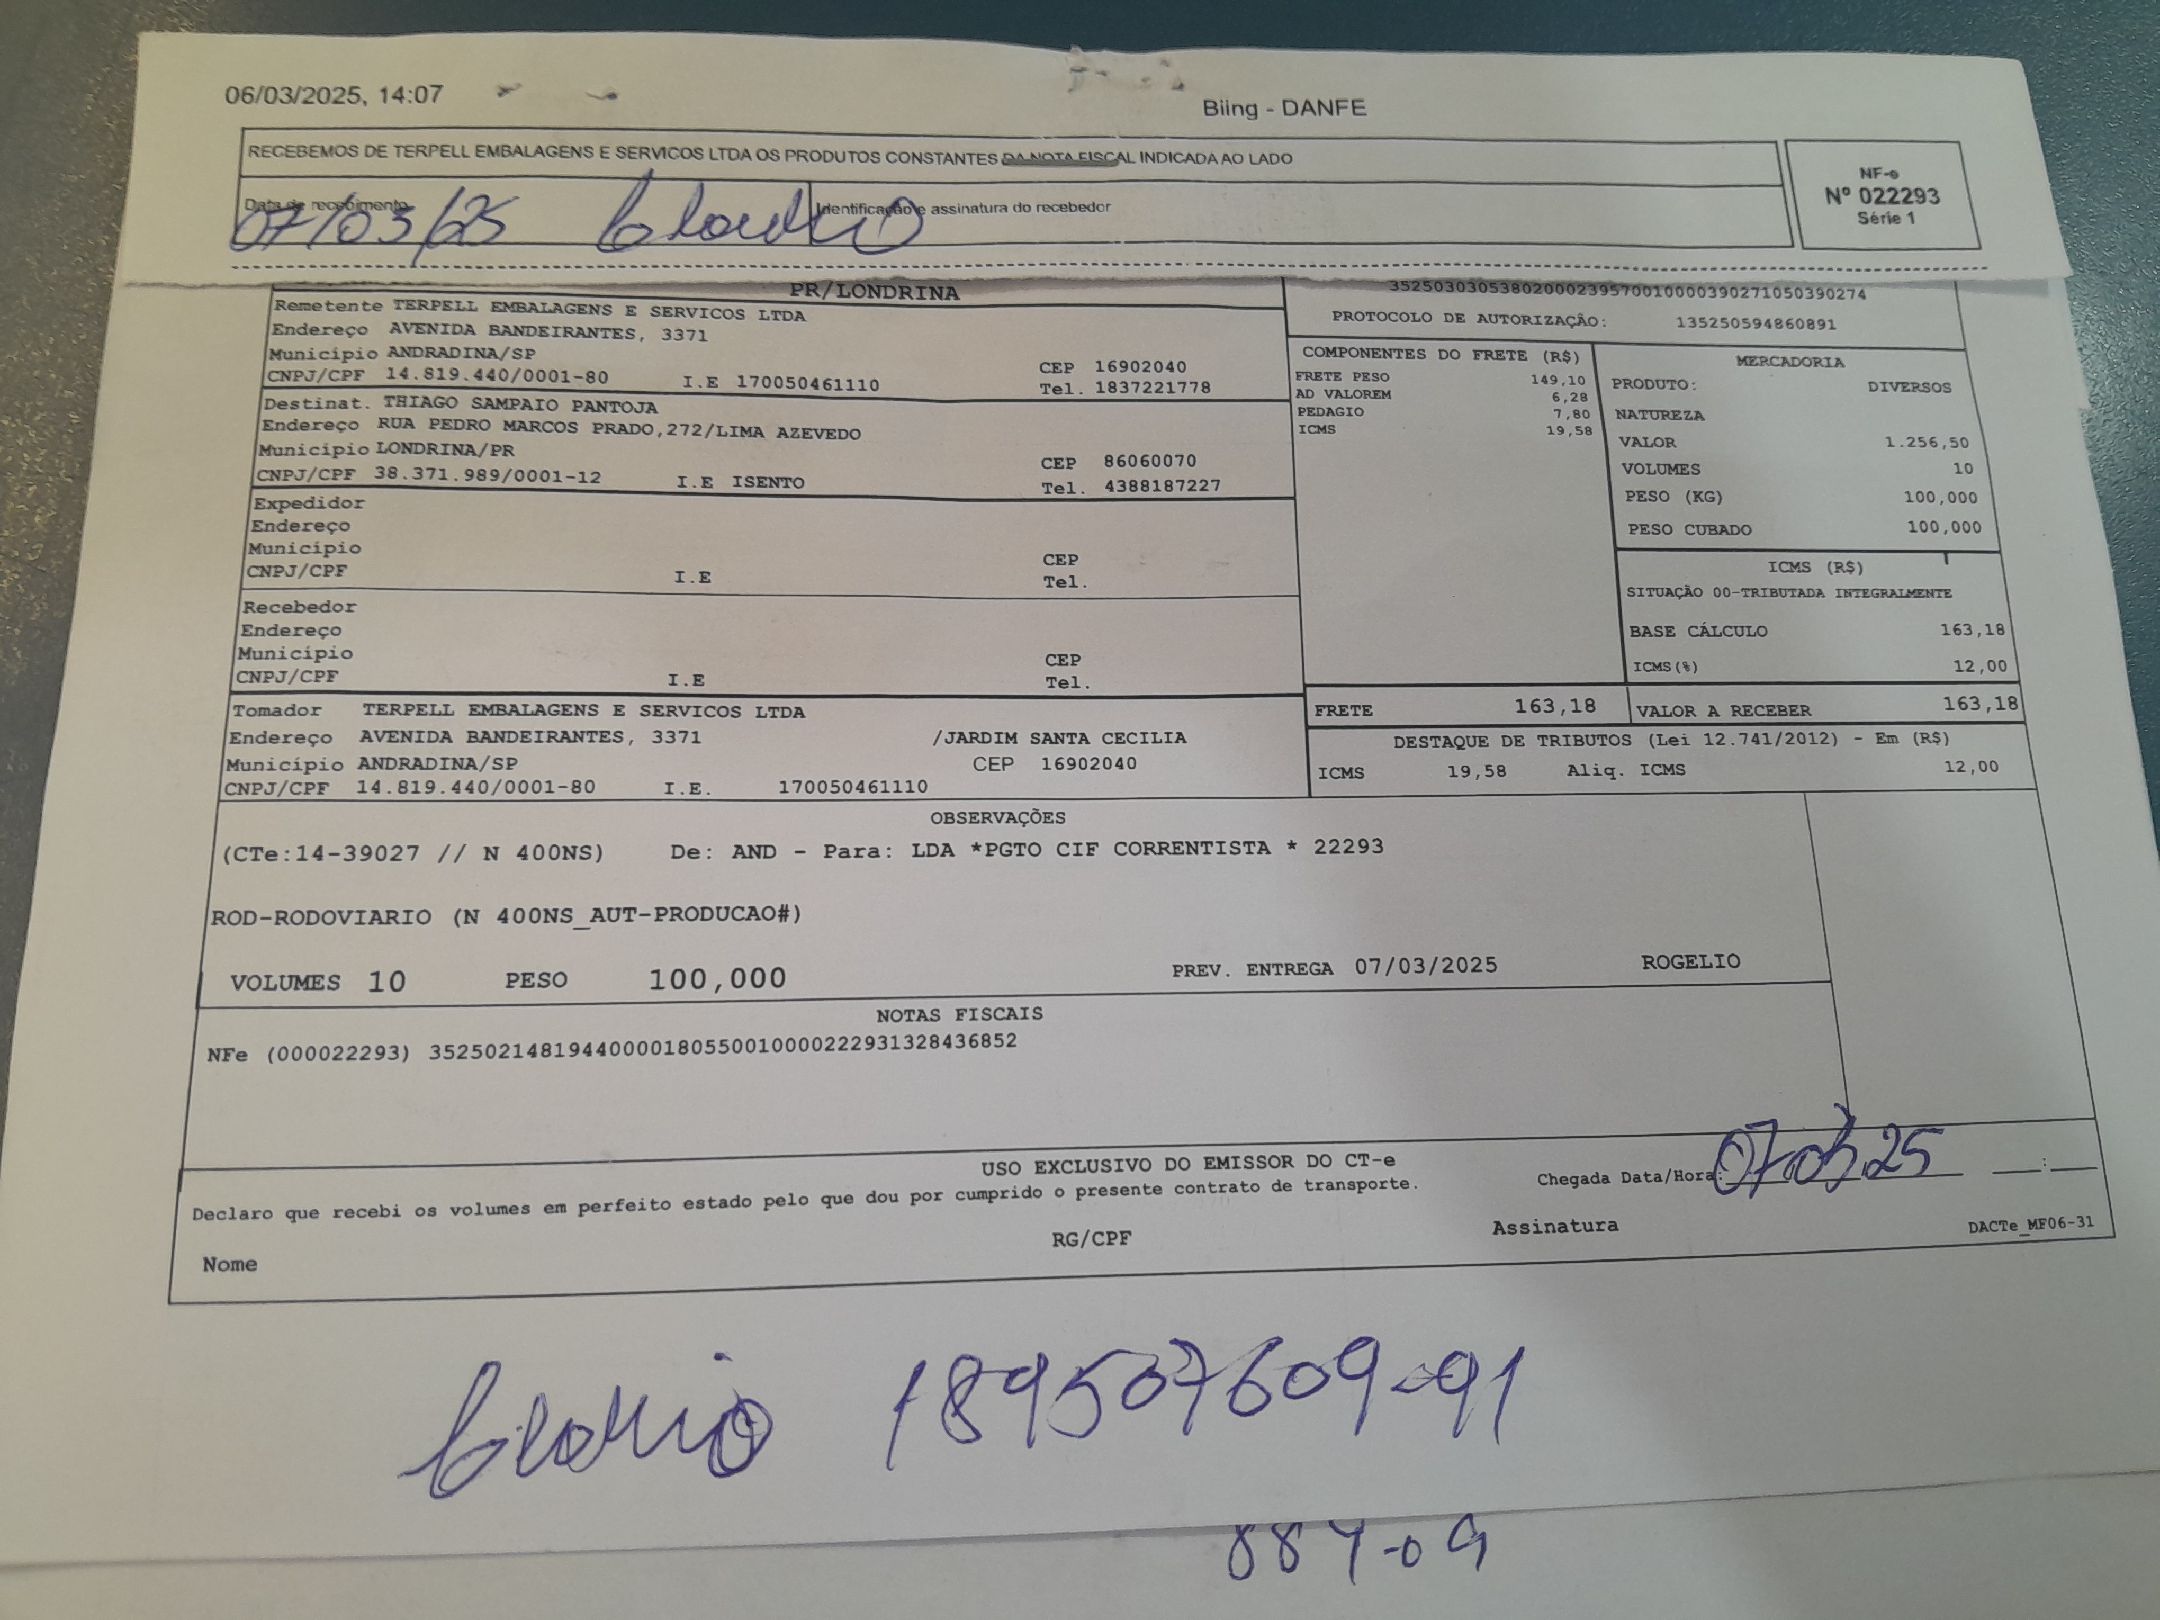 06/03/2025, 14:07
Biing - DANFE
RECEBEMOS DE TERPELL EMBALAGENS E SERVICOS LTDA OS PRODUTOS CONSTANTES DA NOTA FISCAL INDICADA AO LADO
NF-e
Nº 022293
Série 1
Data de recebimento
Identificação e assinatura do recebedor
07/03/25
PR/LONDRINA
Remetente TERPELL EMBALAGENS E SERVICOS LTDA
Endereço AVENIDA BANDEIRANTES, 3371
Município ANDRADINA/SP
CEP 16902040
CNPJ/CPF 14.819.440/0001-80 I.E 170050461110 Tel. 1837221778
Destinat. THIAGO SAMPAIO PANTOJA
Endereço RUA PEDRO MARCOS PRADO,272/LIMA AZEVEDO
Município LONDRINA/PR
CEP 86060070
CNPJ/CPF 38.371.989/0001-12 I.E ISENTO Tel. 4388187227
Expedidor
Endereço
Município CEP
CNPJ/CPF I.E Tel.
Recebedor
Endereço
Município CEP
CNPJ/CPF I.E Tel.
Tomador TERPELL EMBALAGENS E SERVICOS LTDA
Endereço AVENIDA BANDEIRANTES, 3371 /JARDIM SANTA CECILIA
Município ANDRADINA/SP CEP 16902040
CNPJ/CPF 14.819.440/0001-80 I.E. 170050461110
35250303053802000239570010000390271050390274
PROTOCOLO DE AUTORIZAÇÃO: 135250594860891
COMPONENTES DO FRETE (R$)
FRETE PESO 149,10
AD VALOREM 6,28
PEDAGIO 7,80
ICMS 19,58
MERCADORIA
PRODUTO: DIVERSOS
NATUREZA
VALOR 1.256,50
VOLUMES 10
PESO (KG) 100,000
PESO CUBADO 100,000
ICMS (R$)
SITUAÇÃO 00-TRIBUTADA INTEGRALMENTE
BASE CÁLCULO 163,18
ICMS(%) 12,00
FRETE 163,18 VALOR A RECEBER 163,18
DESTAQUE DE TRIBUTOS (Lei 12.741/2012) - Em (R$)
ICMS 19,58 Aliq. ICMS 12,00
OBSERVAÇÕES
(CTe:14-39027 // N 400NS) De: AND - Para: LDA *PGTO CIF CORRENTISTA * 22293
ROD-RODOVIARIO (N 400NS_AUT-PRODUCAO#)
VOLUMES 10 PESO 100,000 PREV. ENTREGA 07/03/2025 ROGELIO
NOTAS FISCAIS
NFe (000022293) 35250214819440000180550010000222931328436852
USO EXCLUSIVO DO EMISSOR DO CT-e
Declaro que recebi os volumes em perfeito estado pelo que dou por cumprido o presente contrato de transporte.
Chegada Data/Hora: 07.03.25 __:__
Nome RG/CPF Assinatura DACTe_MF06-31
189507609-91